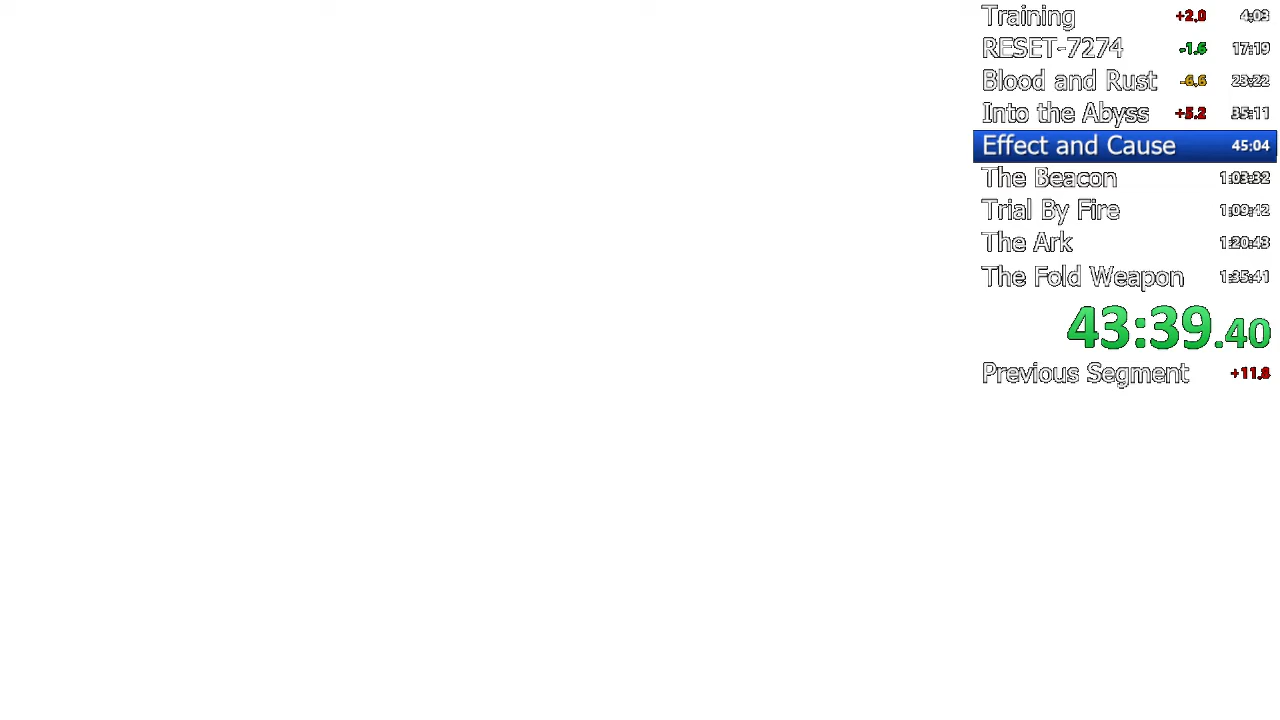 Training +2.0 4:03
RESET-7274 -1.6 17:19
Blood and Rust -6.6 23:22
Into the Abyss +5.2 35:11
Effect and Cause 45:04
The Beacon 1:03:32
Trial By Fire 1:09:42
The Ark 1:20:43
The Fold Weapon 1:35:41
43:39.40
Previous Segment +11.8